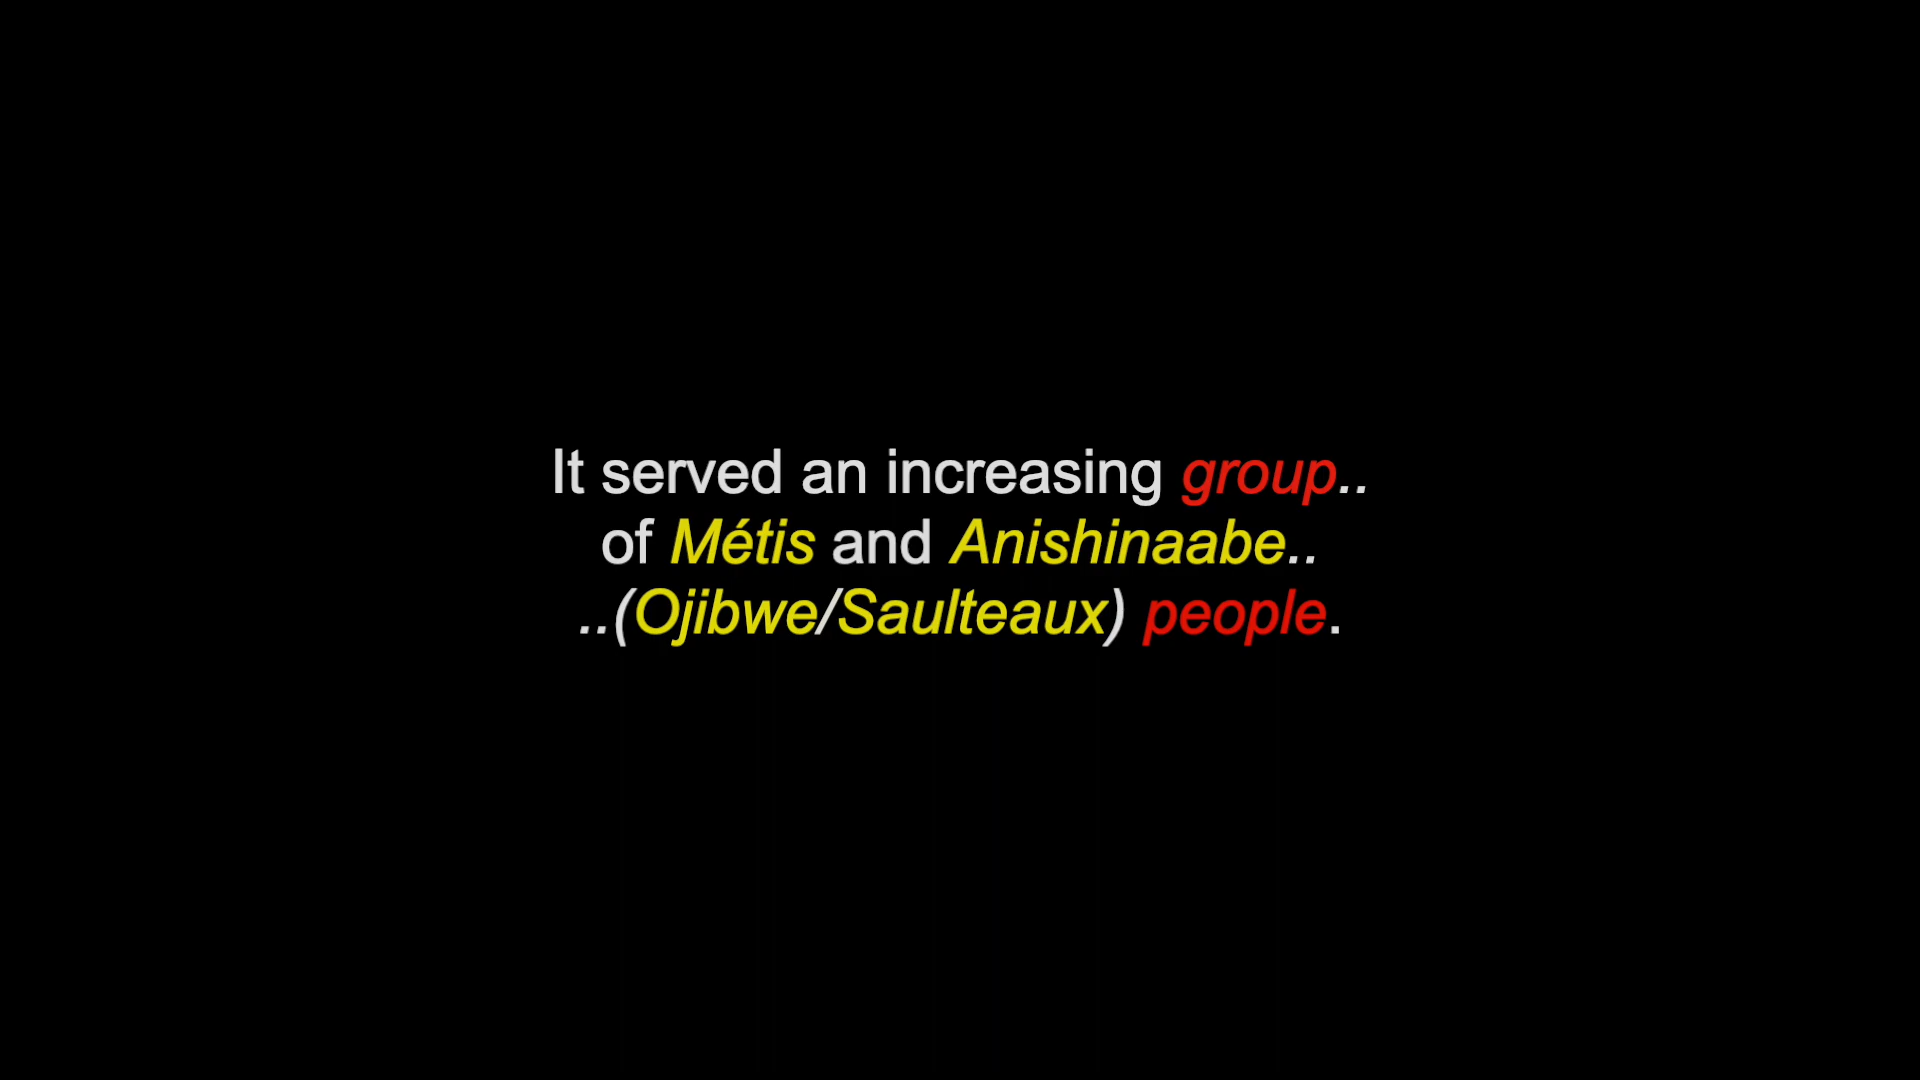 It served an increasing group..
of Métis and Anishinaabe..
..(Ojibwe/Saulteaux) people.